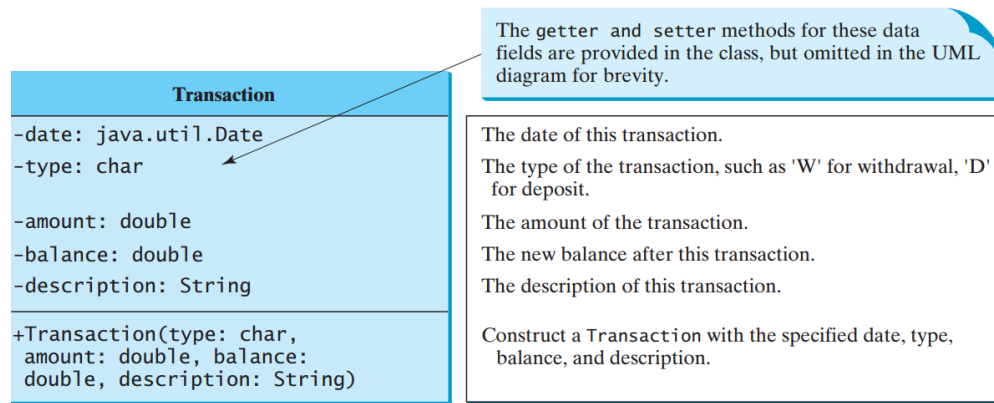 The getter and setter methods for these data
fields are provided in the class, but omitted in the UML
diagram for brevity.
Transaction
-date: java.util.Date
The date of this transaction.
-type: char
The type of the transaction, such as 'W' for withdrawal, 'D'
for deposit.
-amount: double
The amount of the transaction.
-balance: double
The new balance after this transaction.
-description: String
The description of this transaction.
+Transaction(type: char,
amount: double, balance:
double, description: String)
Construct a Transaction with the specified date, type,
balance, and description.